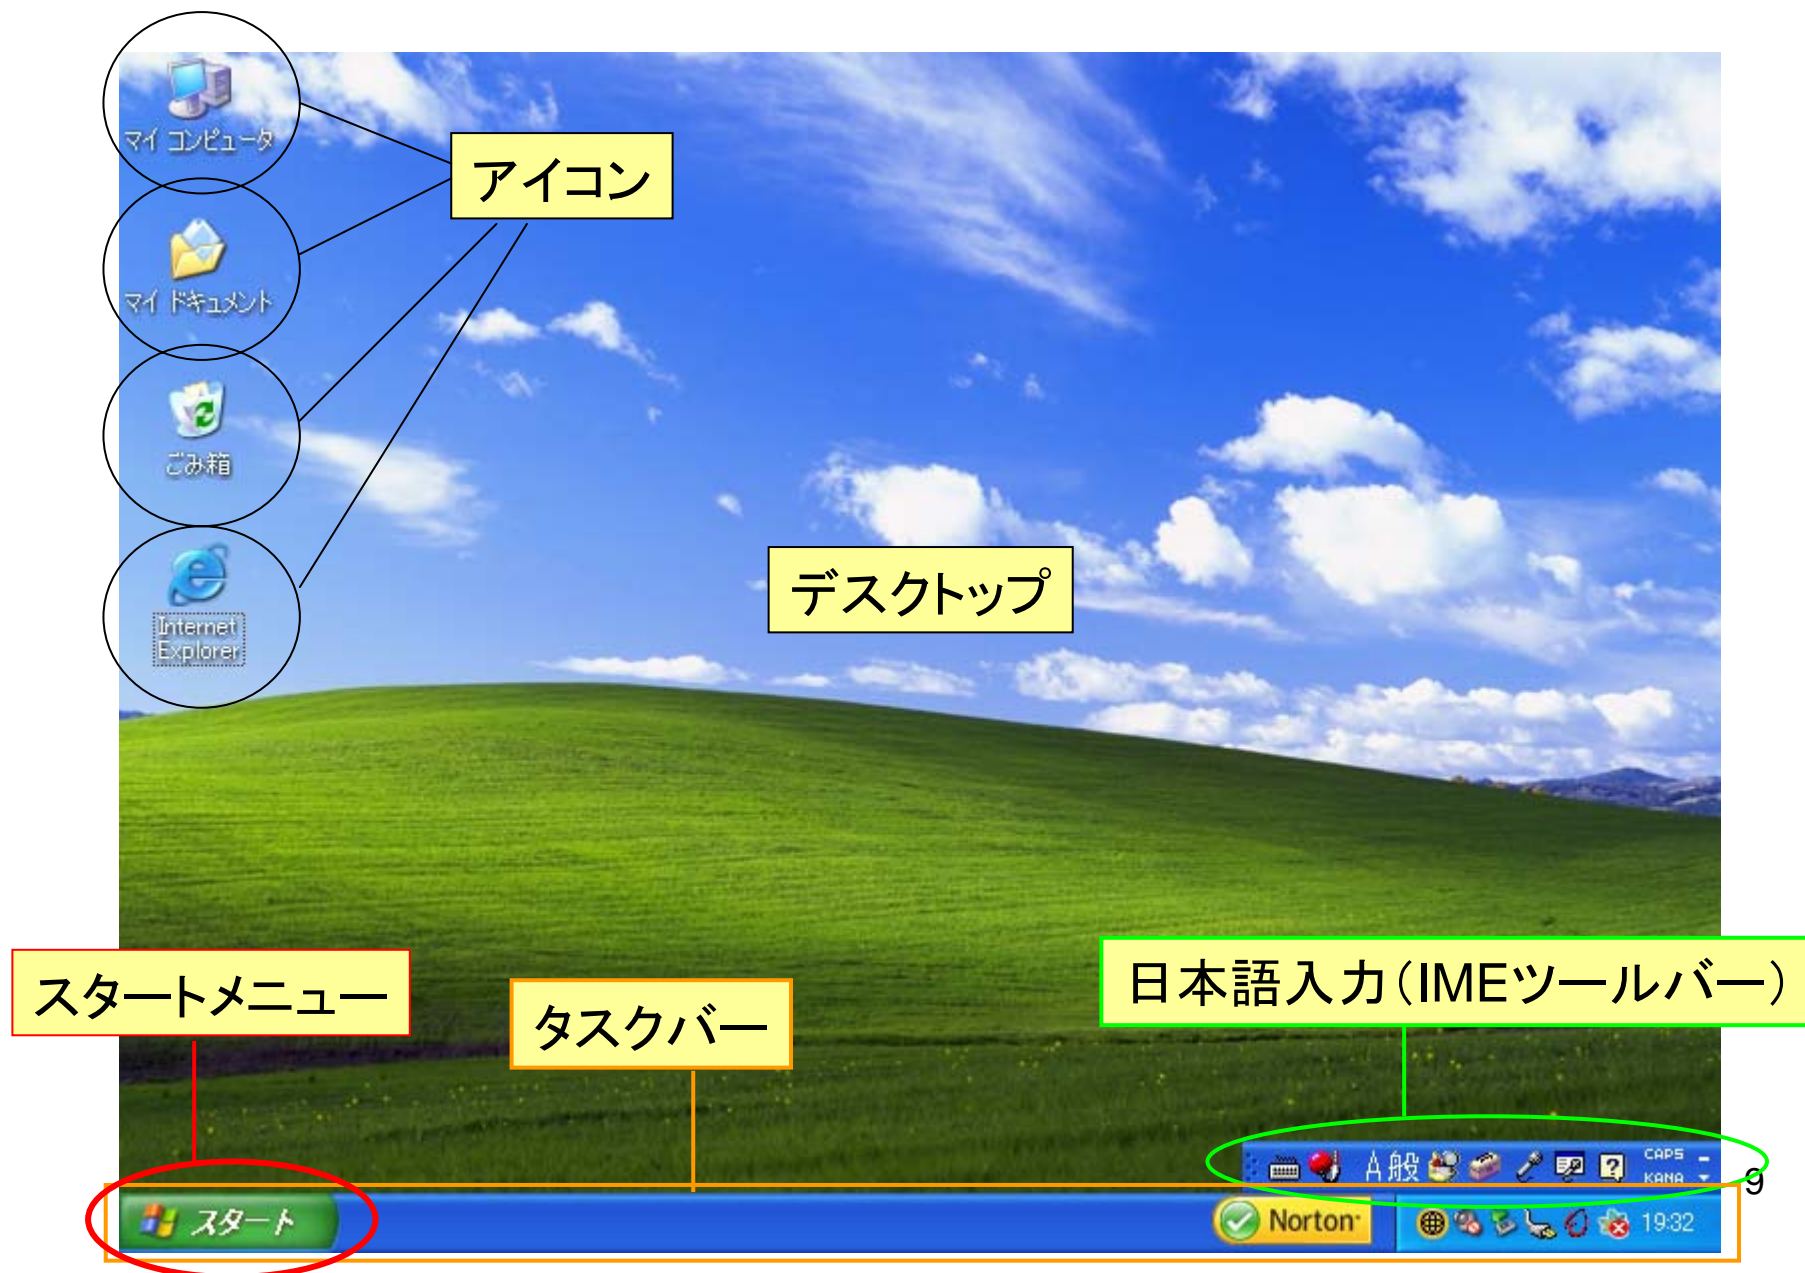 マイ コンピュータ
アイコン
マイ ドキュメント
ごみ箱
デスクトップ
Internet
Explorer
スタートメニュー
タスクバー
日本語入力（IMEツールバー）
A 般
CAPS
KANA
9
スタート
Norton
19:32